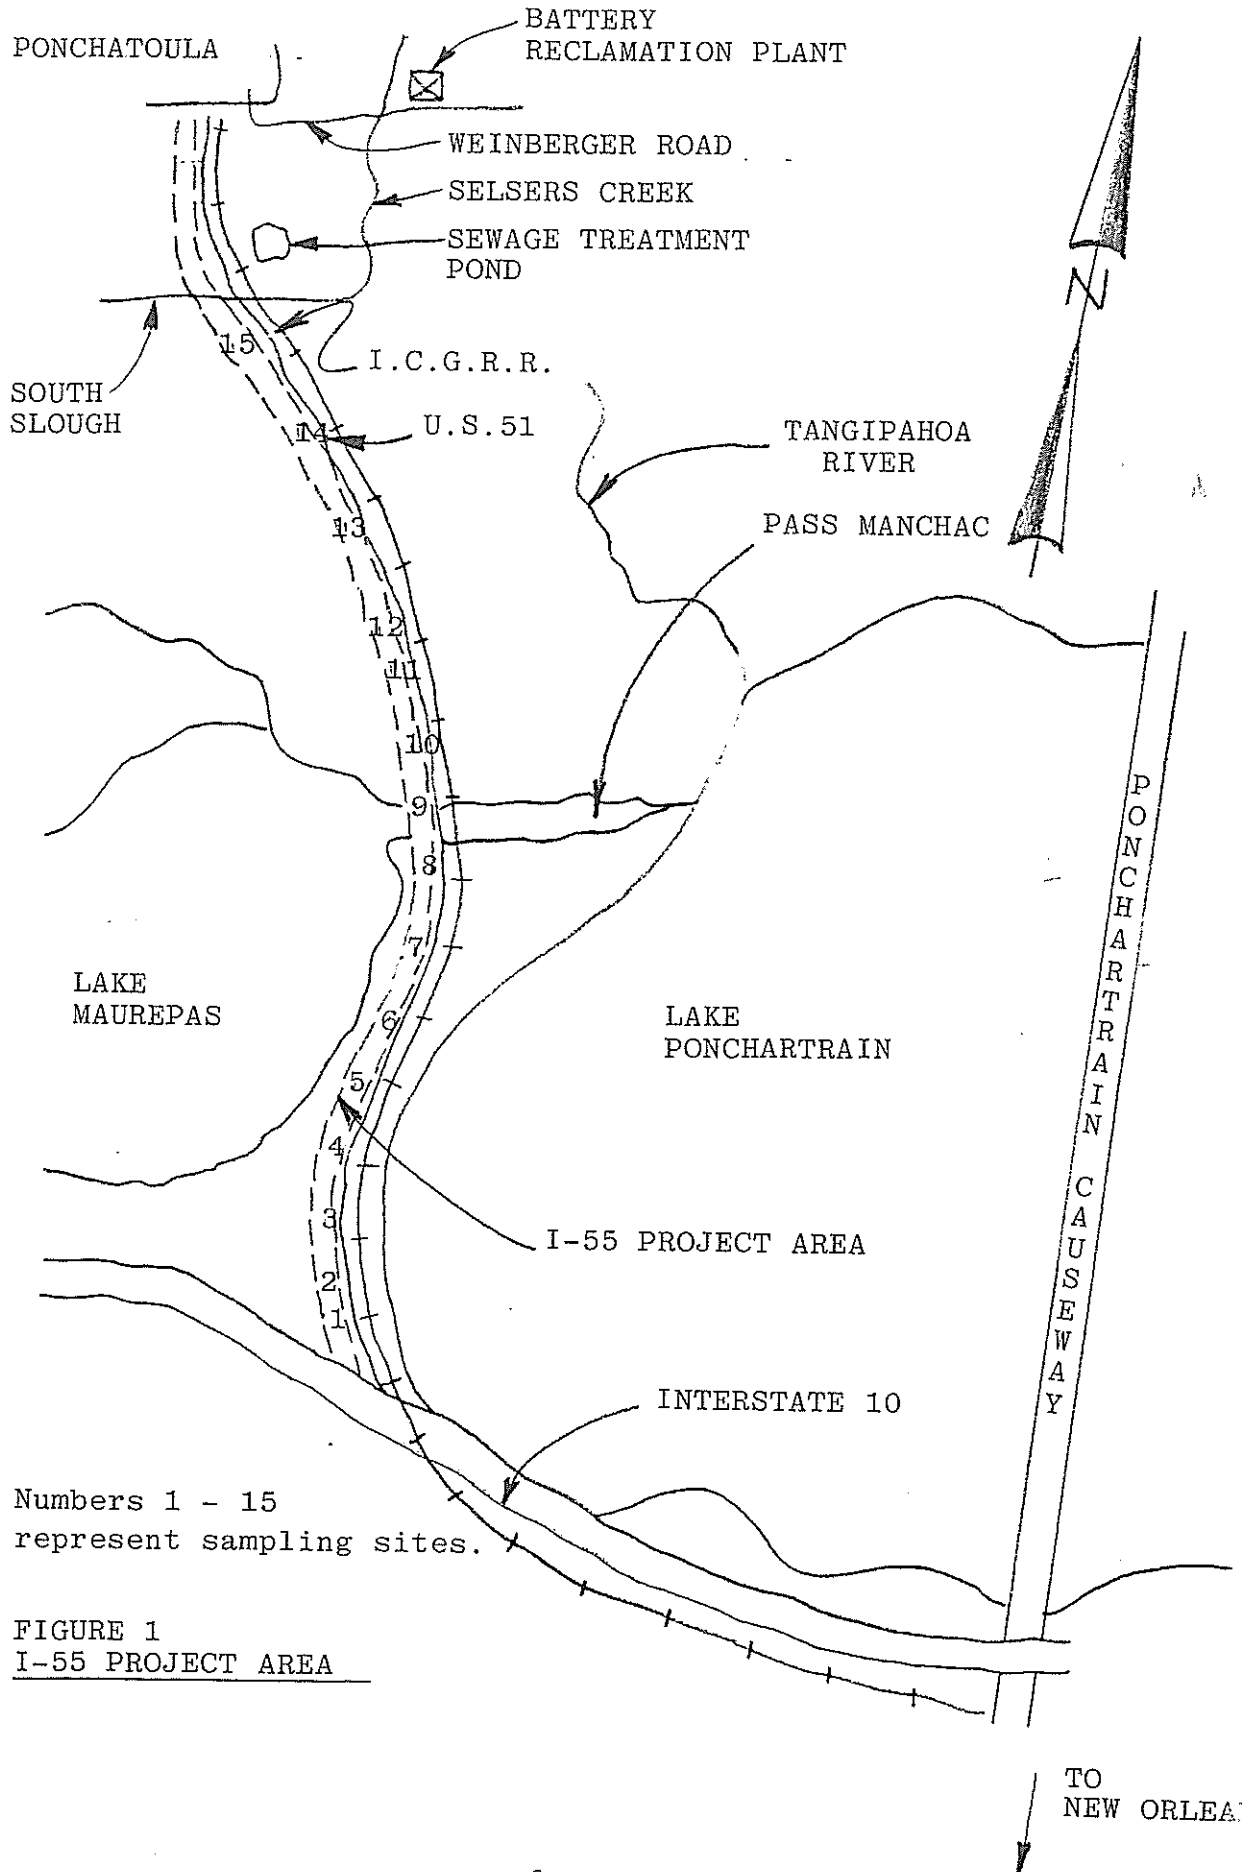 BATTERY
RECLAMATION PLANT
PONCHATOULA
WEINBERGER ROAD
SELSERS CREEK
SEWAGE TREATMENT
POND
N
15
I.C.G.R.R.
SOUTH
SLOUGH
14
U.S.51
TANGIPAHOA
RIVER
13
PASS MANCHAC
12
11
10
9
8
7
6
5
4
3
2
1
LAKE
MAUREPAS
LAKE
PONCHARTRAIN
PONCHARTRAIN CAUSEWAY
I-55 PROJECT AREA
INTERSTATE 10
Numbers 1 - 15
represent sampling sites.
FIGURE 1
I-55 PROJECT AREA
TO
NEW